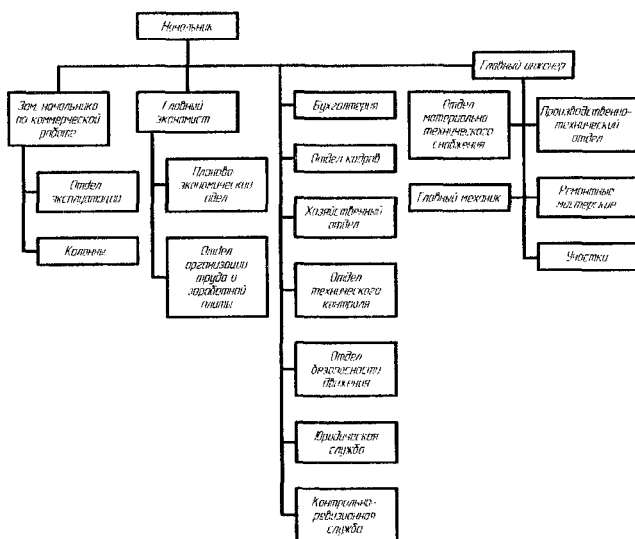 Начальник
Главный инженер
Зам. начальника
по коммерческой
работе
Главний
экономист
Бухгалтерия
Отдел
материально
технического
снабжения
Производственно-
технический
отдел
Отдел кадров
Планово
экономический
отдел
Отдел
эксплуатации
Главный механик
Ремонтные
мастерские
Хозяйственный
отдел
Колонны
Отдел
организации
труда и
заработной
платы
Участки
Отдел
технического
контроля
Отдел
безопасности
движения
Юридическая
служба
Контрольно-
ревизионная
служба